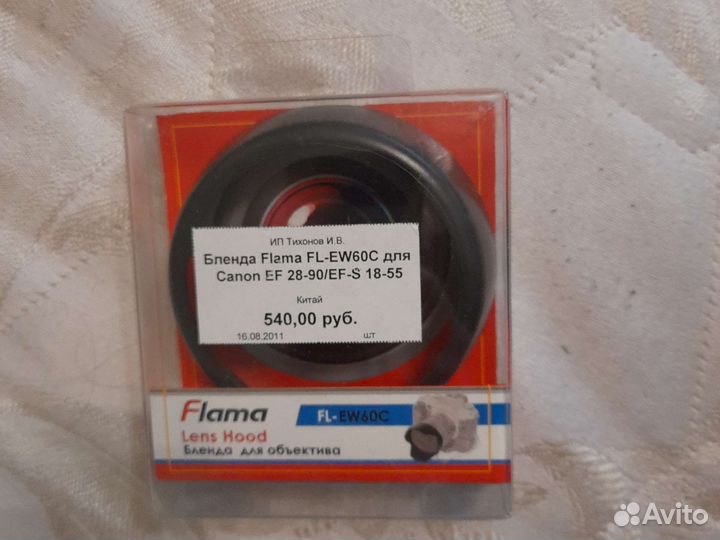 ИП Тихонов И.В.
Бленда Flama FL-EW60C для
Canon EF 28-90/EF-S 18-55
Китай
540,00 руб.
16.08.2011 шт
Flama
FL-EW60C
Lens Hood
Бленда для объектива
Avito